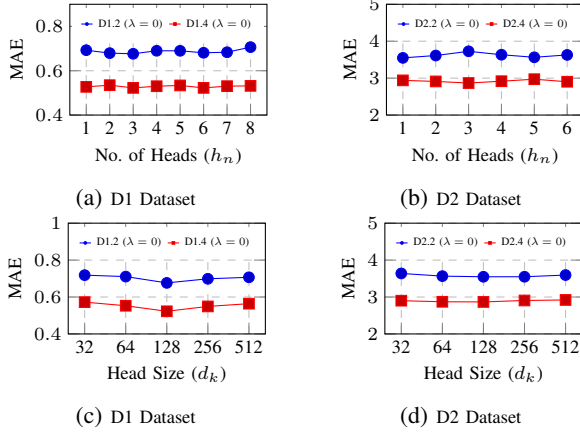 D1.2 (λ = 0) D1.4 (λ = 0)
MAE
0.8
0.6
0.4
1 2 3 4 5 6 7 8
No. of Heads (hₙ)
(a) D1 Dataset
D2.2 (λ = 0) D2.4 (λ = 0)
MAE
5
4
3
2
1 2 3 4 5 6
No. of Heads (hₙ)
(b) D2 Dataset
D1.2 (λ = 0) D1.4 (λ = 0)
MAE
1
0.8
0.6
0.4
32 64 128 256 512
Head Size (dₖ)
(c) D1 Dataset
D2.2 (λ = 0) D2.4 (λ = 0)
MAE
5
4
3
2
32 64 128 256 512
Head Size (dₖ)
(d) D2 Dataset